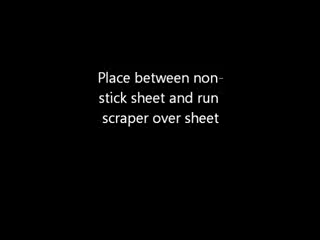 Place between non-
stick sheet and run
scraper over sheet